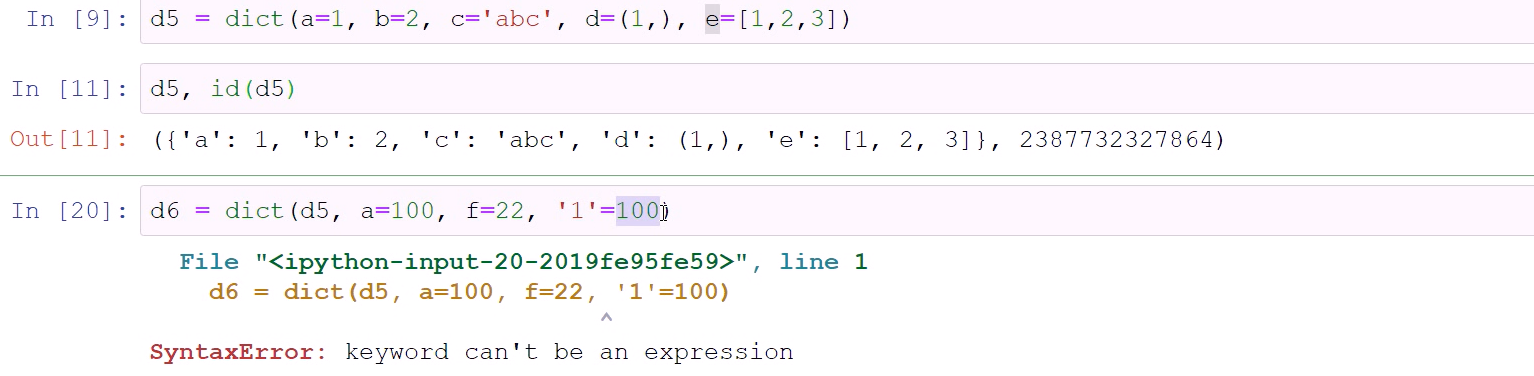 In [9]: d5 = dict(a=1, b=2, c='abc', d=(1,), e=[1,2,3])
In [11]: d5, id(d5)
Out[11]: ({'a': 1, 'b': 2, 'c': 'abc', 'd': (1,), 'e': [1, 2, 3]}, 2387732327864)
In [20]: d6 = dict(d5, a=100, f=22, '1'=100)
File "<ipython-input-20-2019fe95fe59>", line 1
d6 = dict(d5, a=100, f=22, '1'=100)
^
SyntaxError: keyword can't be an expression